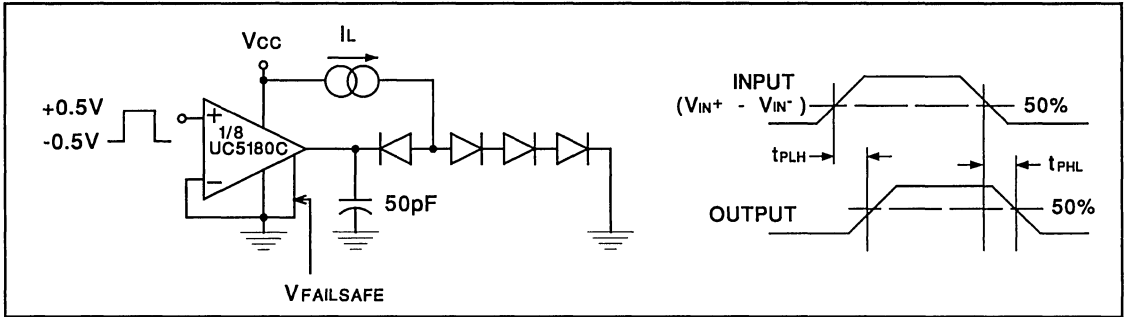 VCC
IL
+0.5V
-0.5V
+
1/8
UC5180C
-
50pF
VFAILSAFE
INPUT
(VIN+ - VIN-)
50%
tPLH
tPHL
OUTPUT
50%